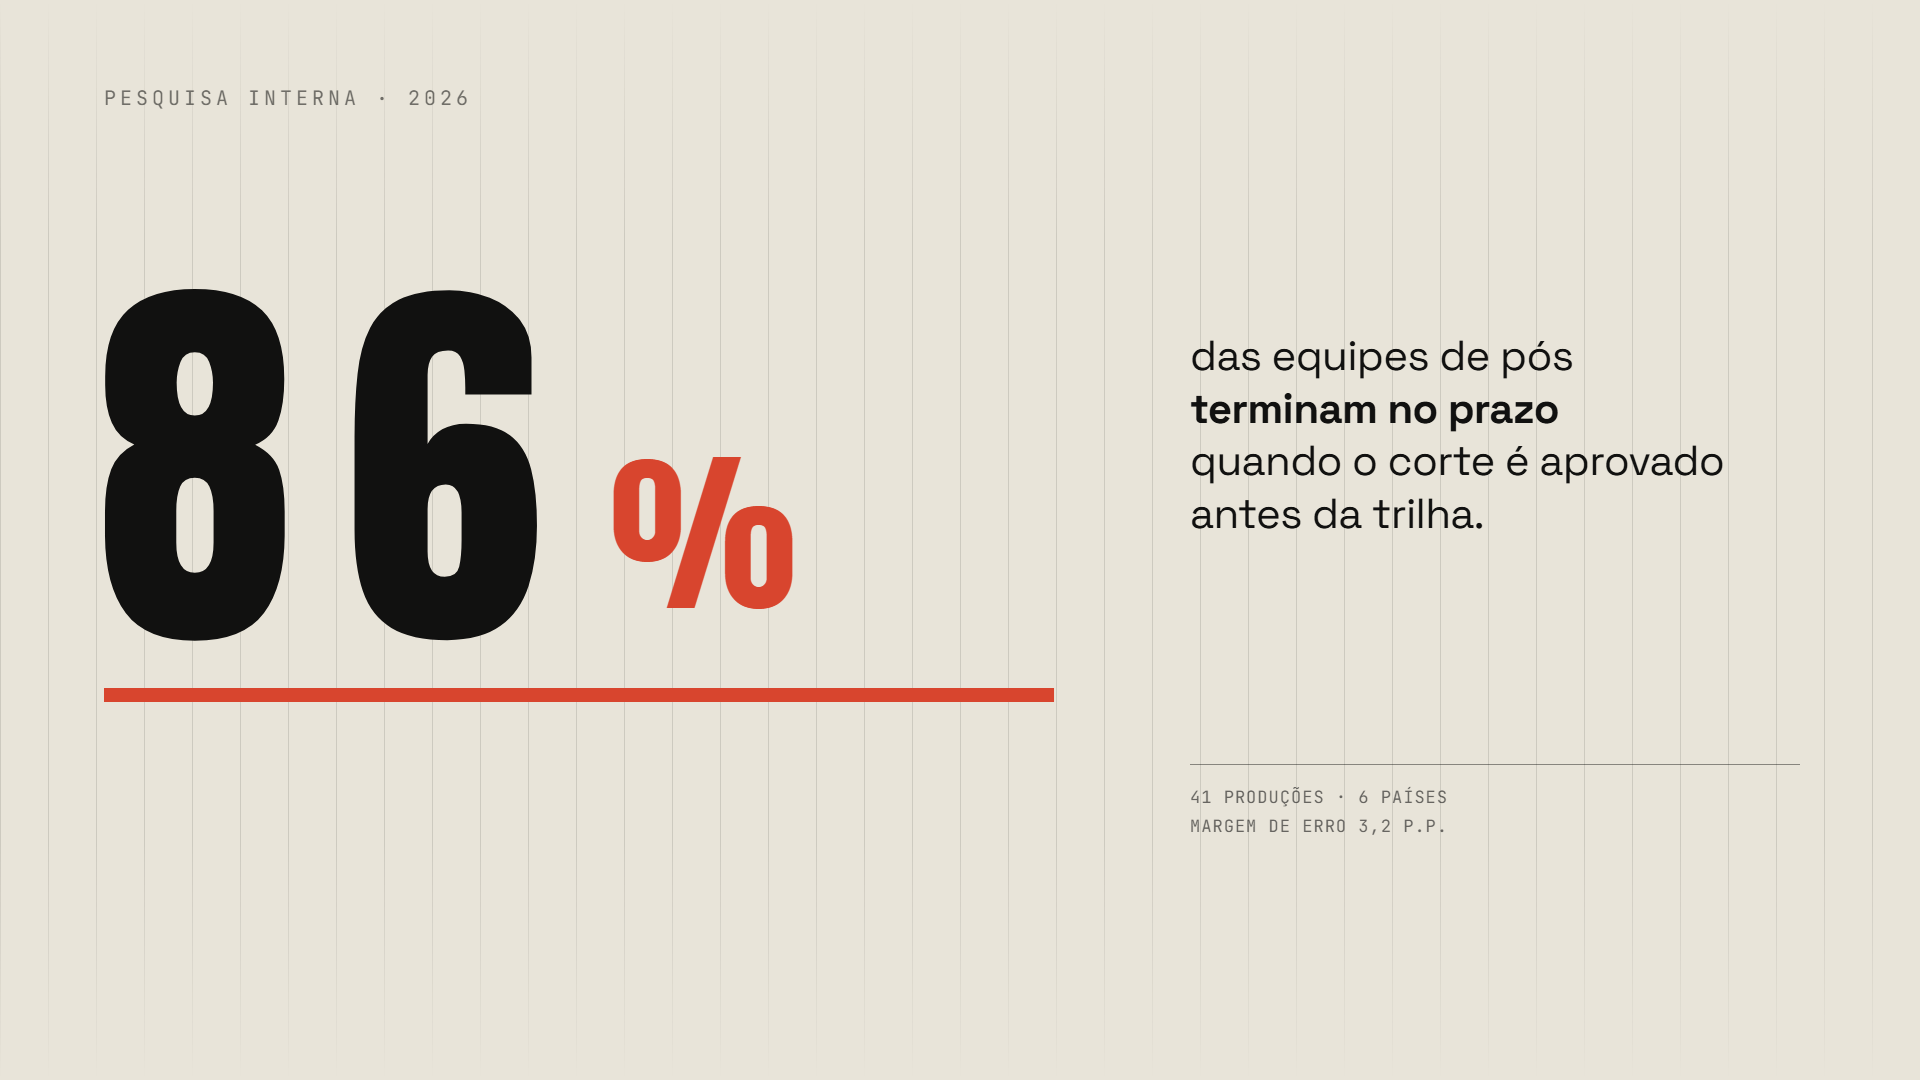 PESQUISA INTERNA · 2026
86%
das equipes de pós
terminam no prazo
quando o corte é aprovado
antes da trilha.
41 PRODUÇÕES · 6 PAÍSES
MARGEM DE ERRO 3,2 P.P.